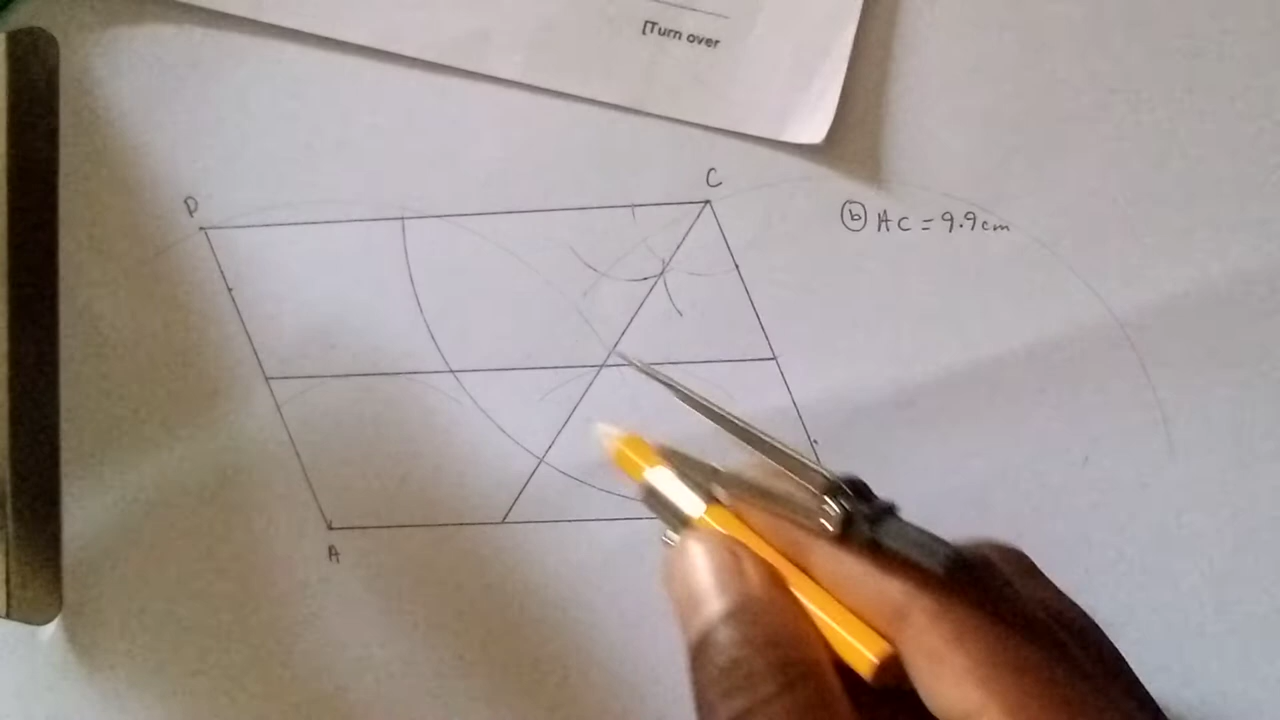 [Turn over
C
P
ⓑ AC = 9.9cm
A